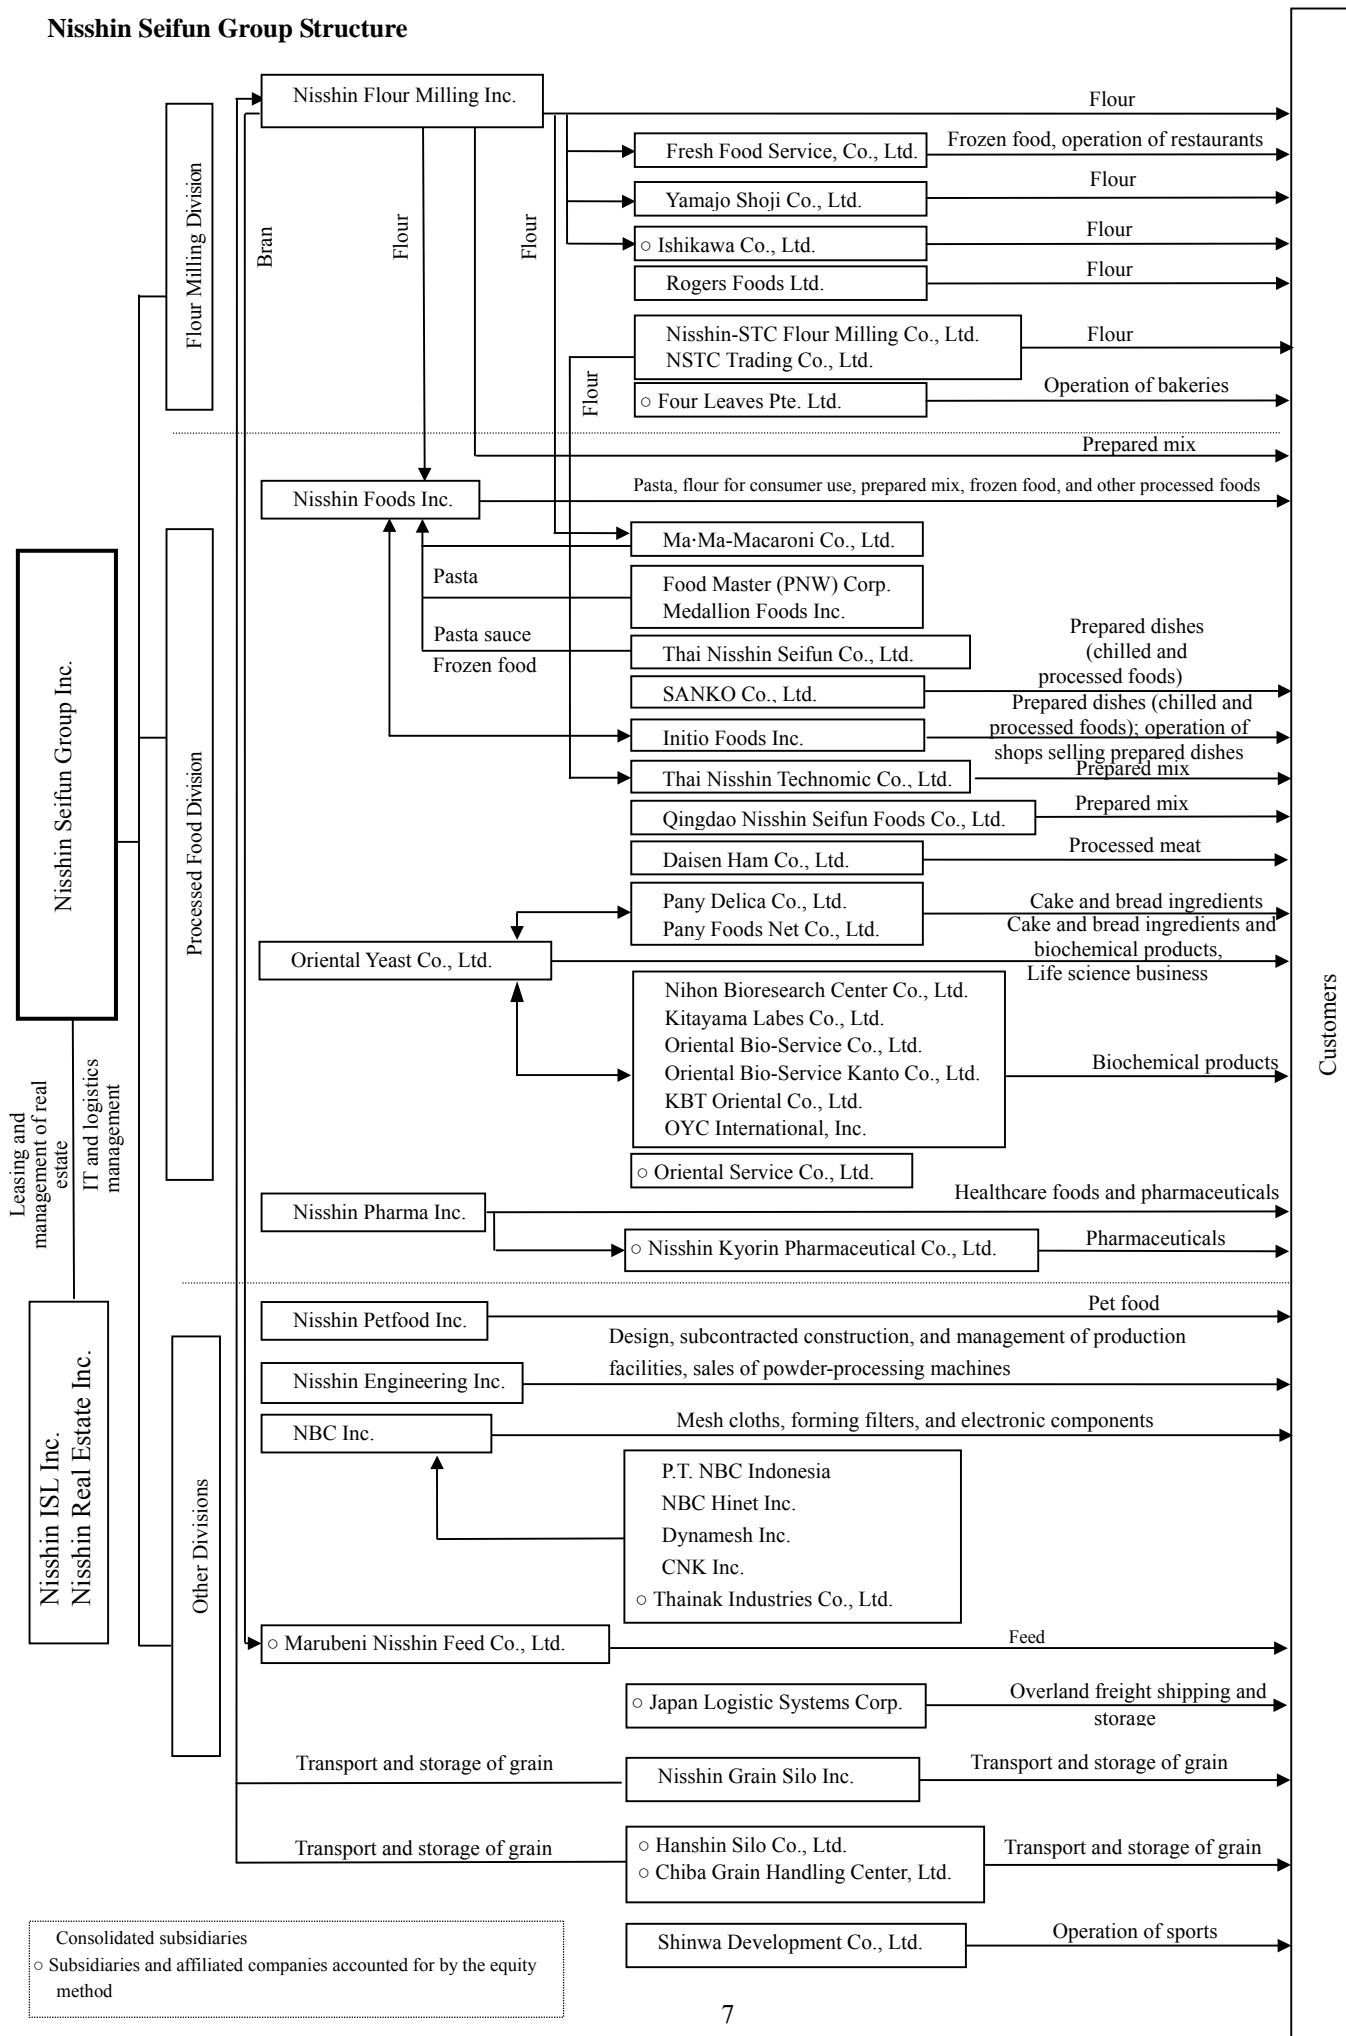 Nisshin Seifun Group Structure
Nisshin Flour Milling Inc.
Flour
Fresh Food Service, Co., Ltd.
Frozen food, operation of restaurants
Yamajo Shoji Co., Ltd.
Flour
○ Ishikawa Co., Ltd.
Flour
Rogers Foods Ltd.
Flour
Nisshin-STC Flour Milling Co., Ltd.
NSTC Trading Co., Ltd.
Flour
○ Four Leaves Pte. Ltd.
Operation of bakeries
Flour Milling Division
Bran
Flour
Flour
Flour
Prepared mix
Nisshin Foods Inc.
Pasta, flour for consumer use, prepared mix, frozen food, and other processed foods
Ma·Ma-Macaroni Co., Ltd.
Pasta
Food Master (PNW) Corp.
Medallion Foods Inc.
Pasta sauce
Frozen food
Thai Nisshin Seifun Co., Ltd.
SANKO Co., Ltd.
Prepared dishes
(chilled and
processed foods)
Initio Foods Inc.
Prepared dishes (chilled and
processed foods); operation of
shops selling prepared dishes
Thai Nisshin Technomic Co., Ltd.
Prepared mix
Qingdao Nisshin Seifun Foods Co., Ltd.
Prepared mix
Daisen Ham Co., Ltd.
Processed meat
Pany Delica Co., Ltd.
Pany Foods Net Co., Ltd.
Cake and bread ingredients
Oriental Yeast Co., Ltd.
Cake and bread ingredients and
biochemical products,
Life science business
Nihon Bioresearch Center Co., Ltd.
Kitayama Labes Co., Ltd.
Oriental Bio-Service Co., Ltd.
Oriental Bio-Service Kanto Co., Ltd.
KBT Oriental Co., Ltd.
OYC International, Inc.
Biochemical products
○ Oriental Service Co., Ltd.
Nisshin Pharma Inc.
Healthcare foods and pharmaceuticals
○ Nisshin Kyorin Pharmaceutical Co., Ltd.
Pharmaceuticals
Processed Food Division
Nisshin Seifun Group Inc.
Leasing and
management of real
estate
IT and logistics
management
Nisshin ISL Inc.
Nisshin Real Estate Inc.
Customers
Nisshin Petfood Inc.
Pet food
Nisshin Engineering Inc.
Design, subcontracted construction, and management of production
facilities, sales of powder-processing machines
NBC Inc.
Mesh cloths, forming filters, and electronic components
P.T. NBC Indonesia
NBC Hinet Inc.
Dynamesh Inc.
CNK Inc.
○ Thainak Industries Co., Ltd.
Other Divisions
○ Marubeni Nisshin Feed Co., Ltd.
Feed
○ Japan Logistic Systems Corp.
Overland freight shipping and
storage
Transport and storage of grain
Nisshin Grain Silo Inc.
Transport and storage of grain
Transport and storage of grain
○ Hanshin Silo Co., Ltd.
○ Chiba Grain Handling Center, Ltd.
Transport and storage of grain
Shinwa Development Co., Ltd.
Operation of sports
Consolidated subsidiaries
○ Subsidiaries and affiliated companies accounted for by the equity
method
7